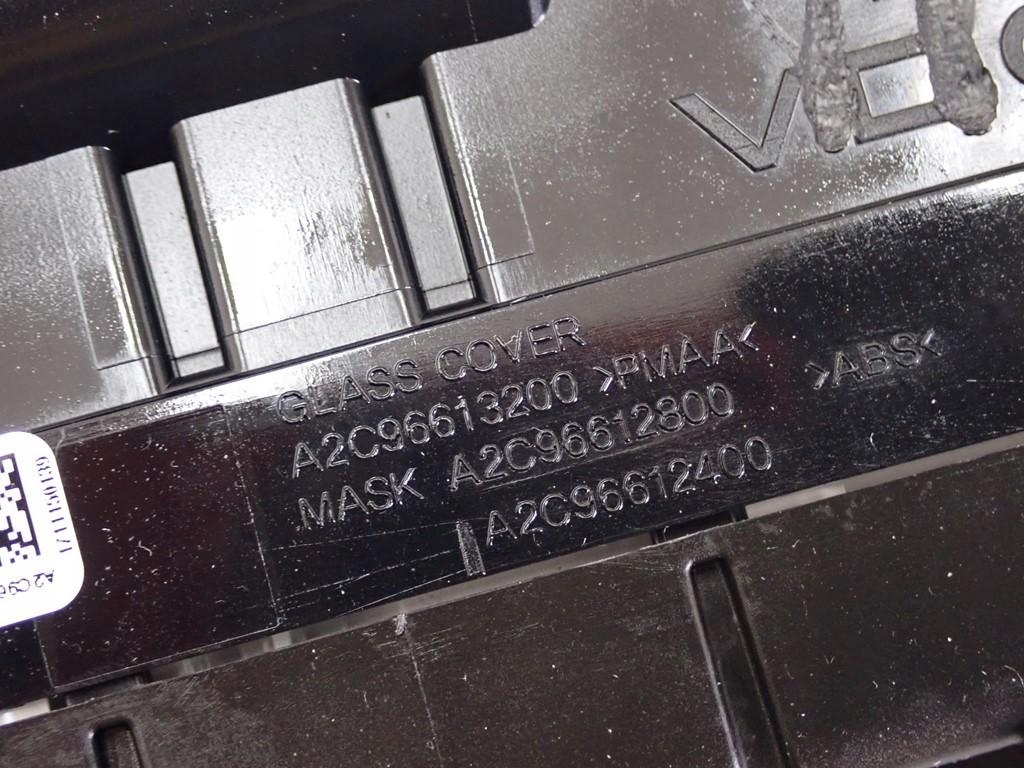 GLASS COVER
A2C96613200 >PMAA<
MASK A2C96612800 >ABS<
A2C96612400